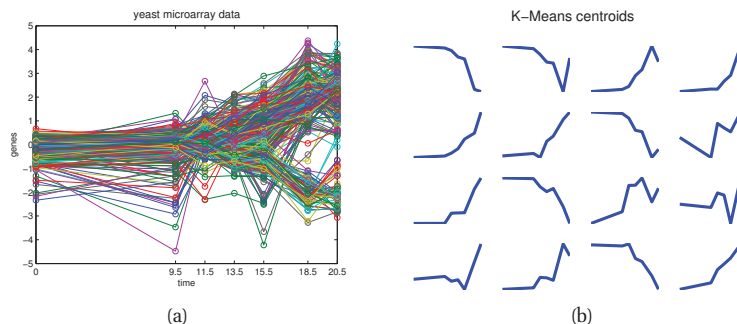 yeast microarray data
5
4
3
2
1
0
−1
−2
−3
−4
−5
genes
0 9.5 11.5 13.5 15.5 18.5 20.5
time
(a)
K−Means centroids
(b)